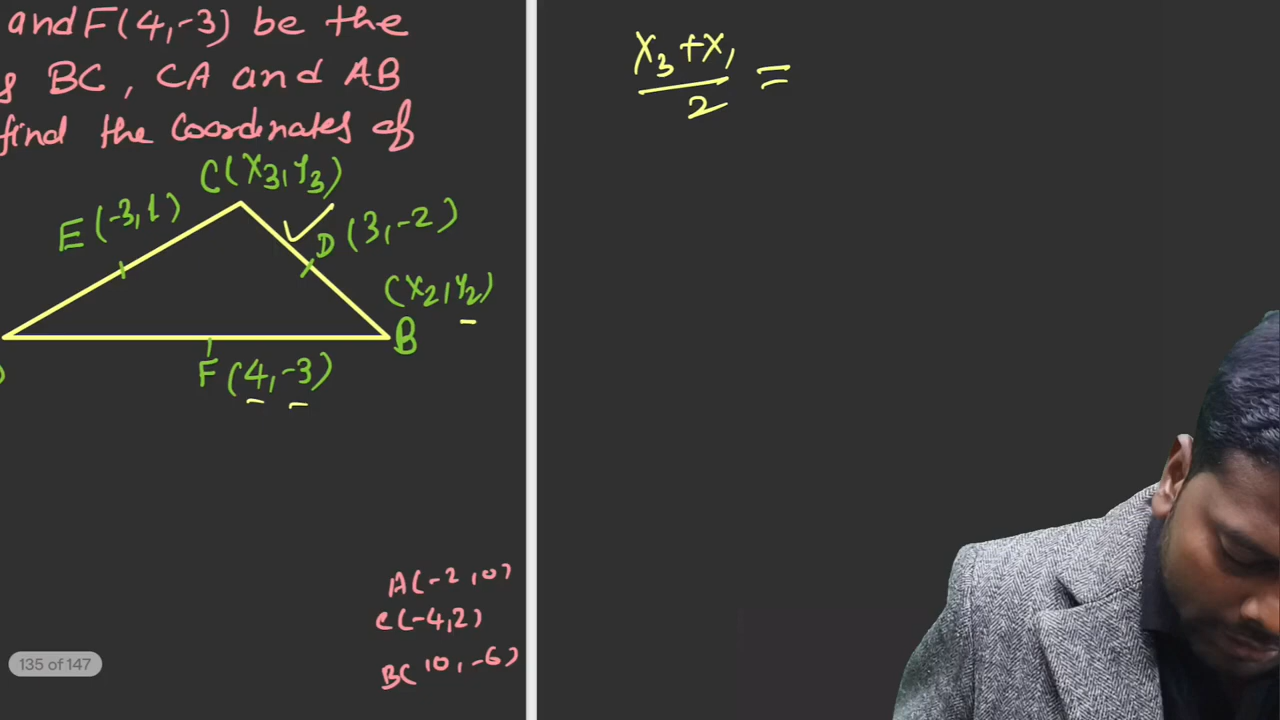 and F(4,-3) be the
BC, CA and AB
find the Coordinates of
C(X₃,Y₃)
E(-3,1)
D(3,-2)
(X₂,Y₂)
B
F(4,-3)
A(-2,0)
C(-4,2)
B(10,-6)
135 of 147
X₃+X₁
2
=